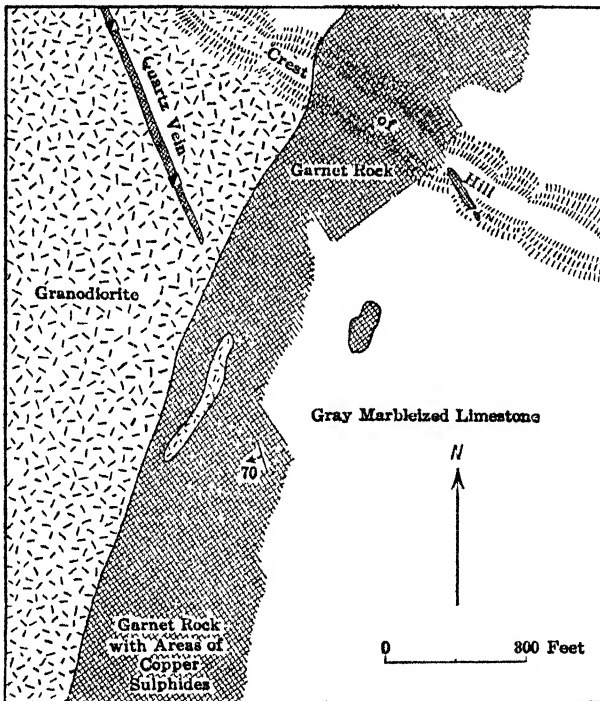 Crest
of
Hill
Quartz Vein
Garnet Rock
Granodiorite
Gray Marbleized Limestone
70
N
Garnet Rock
with Areas of
Copper
Sulphides
0 800 Feet